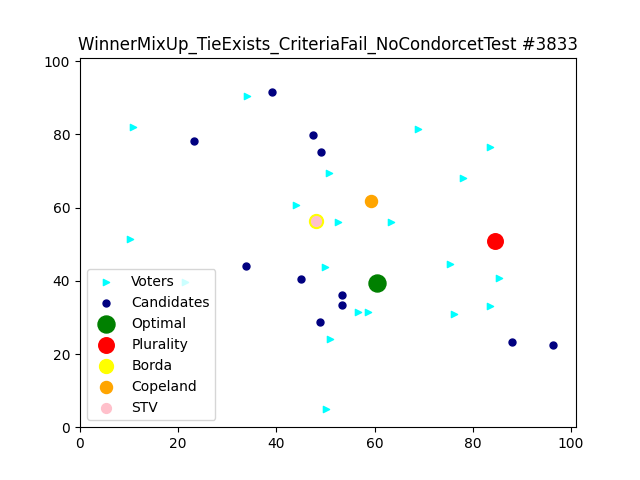 WinnerMixUp_TieExists_CriteriaFail_NoCondorcetTest #3833
100
80
60
40
20
0
Voters
Candidates
Optimal
Plurality
Borda
Copeland
STV
0 20 40 60 80 100